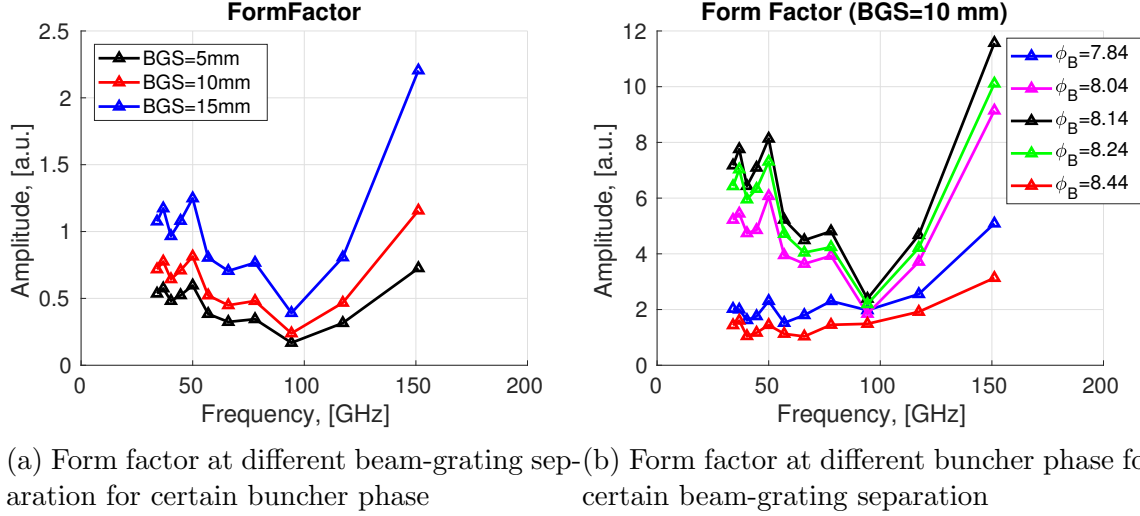 FormFactor
Amplitude, [a.u.]
2.5
2
1.5
1
0.5
0
BGS=5mm
BGS=10mm
BGS=15mm
0 50 100 150 200
Frequency, [GHz]
Form Factor (BGS=10 mm)
Amplitude, [a.u.]
12
10
8
6
4
2
0
ϕB=7.84
ϕB=8.04
ϕB=8.14
ϕB=8.24
ϕB=8.44
0 50 100 150 200
Frequency, [GHz]
(a) Form factor at different beam-grating sep-
aration for certain buncher phase
(b) Form factor at different buncher phase fo
certain beam-grating separation